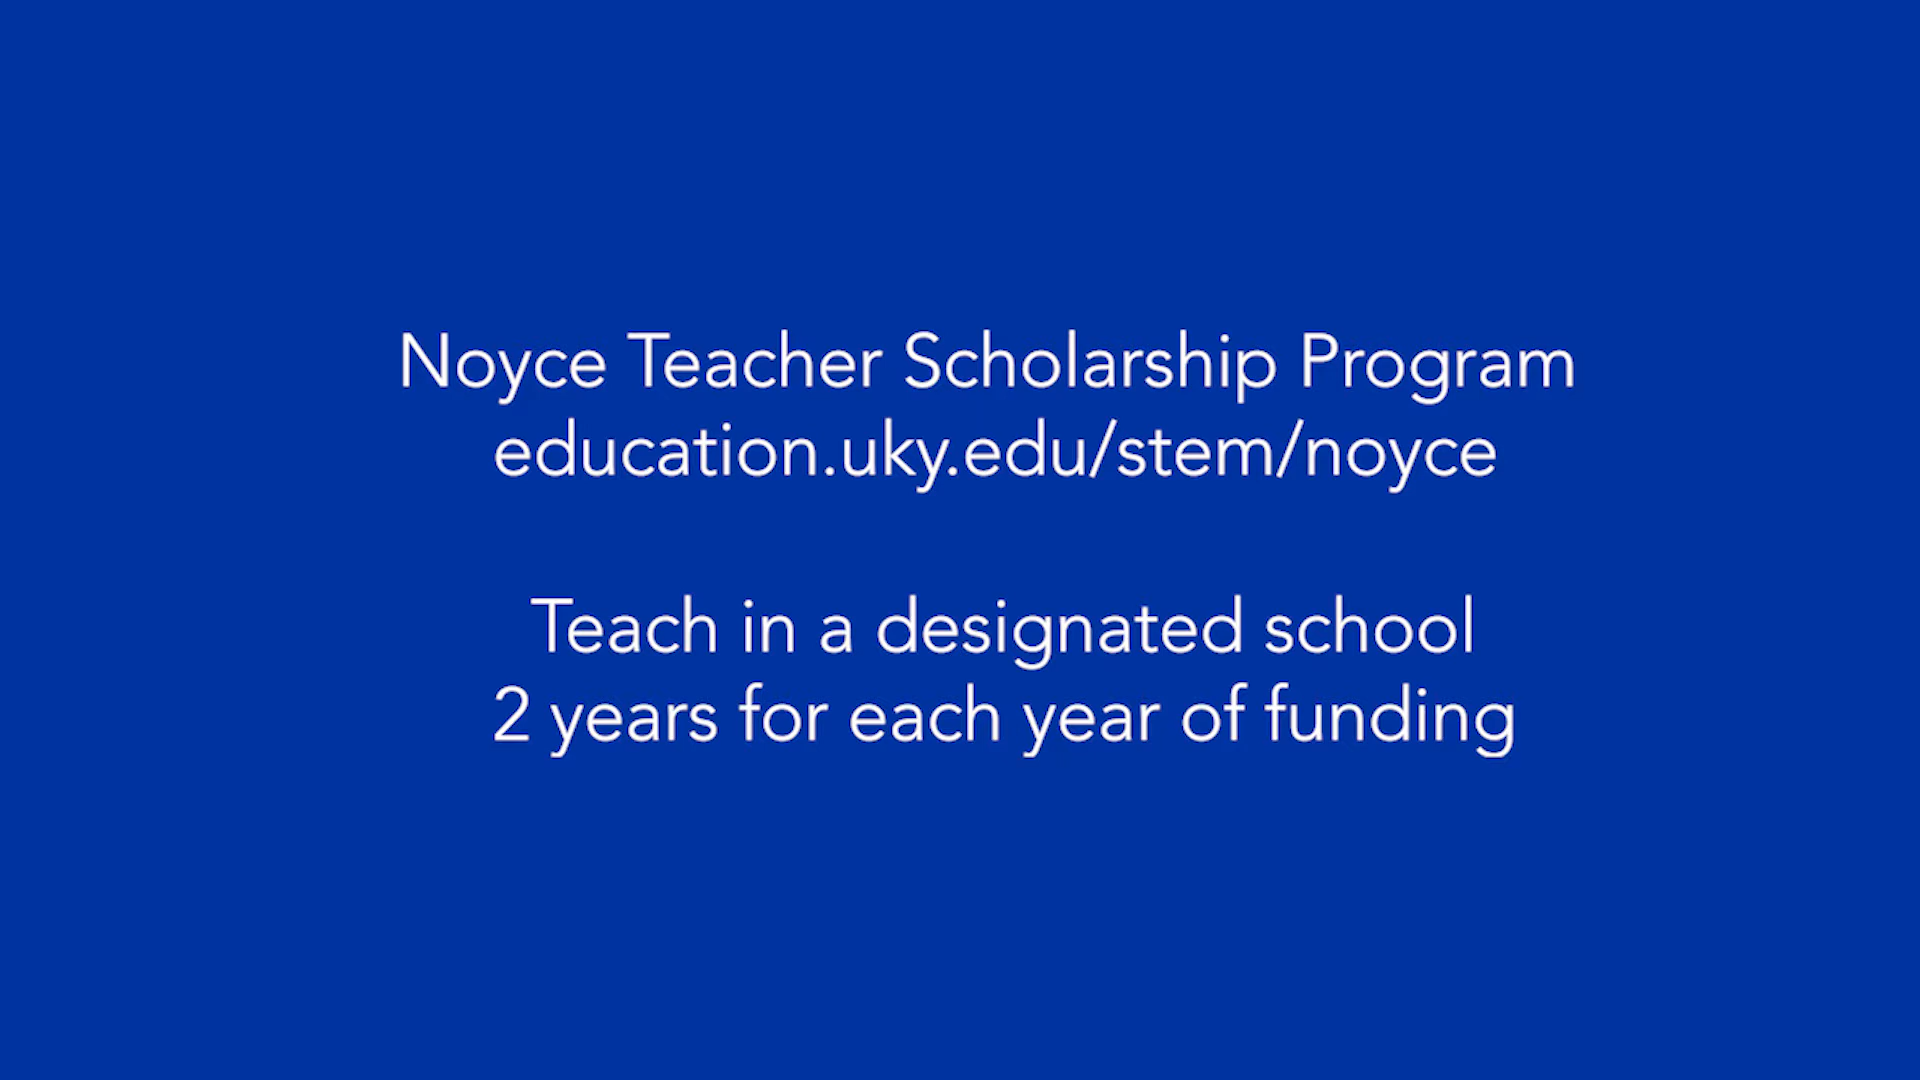 Noyce Teacher Scholarship Program
education.uky.edu/stem/noyce
Teach in a designated school
2 years for each year of funding